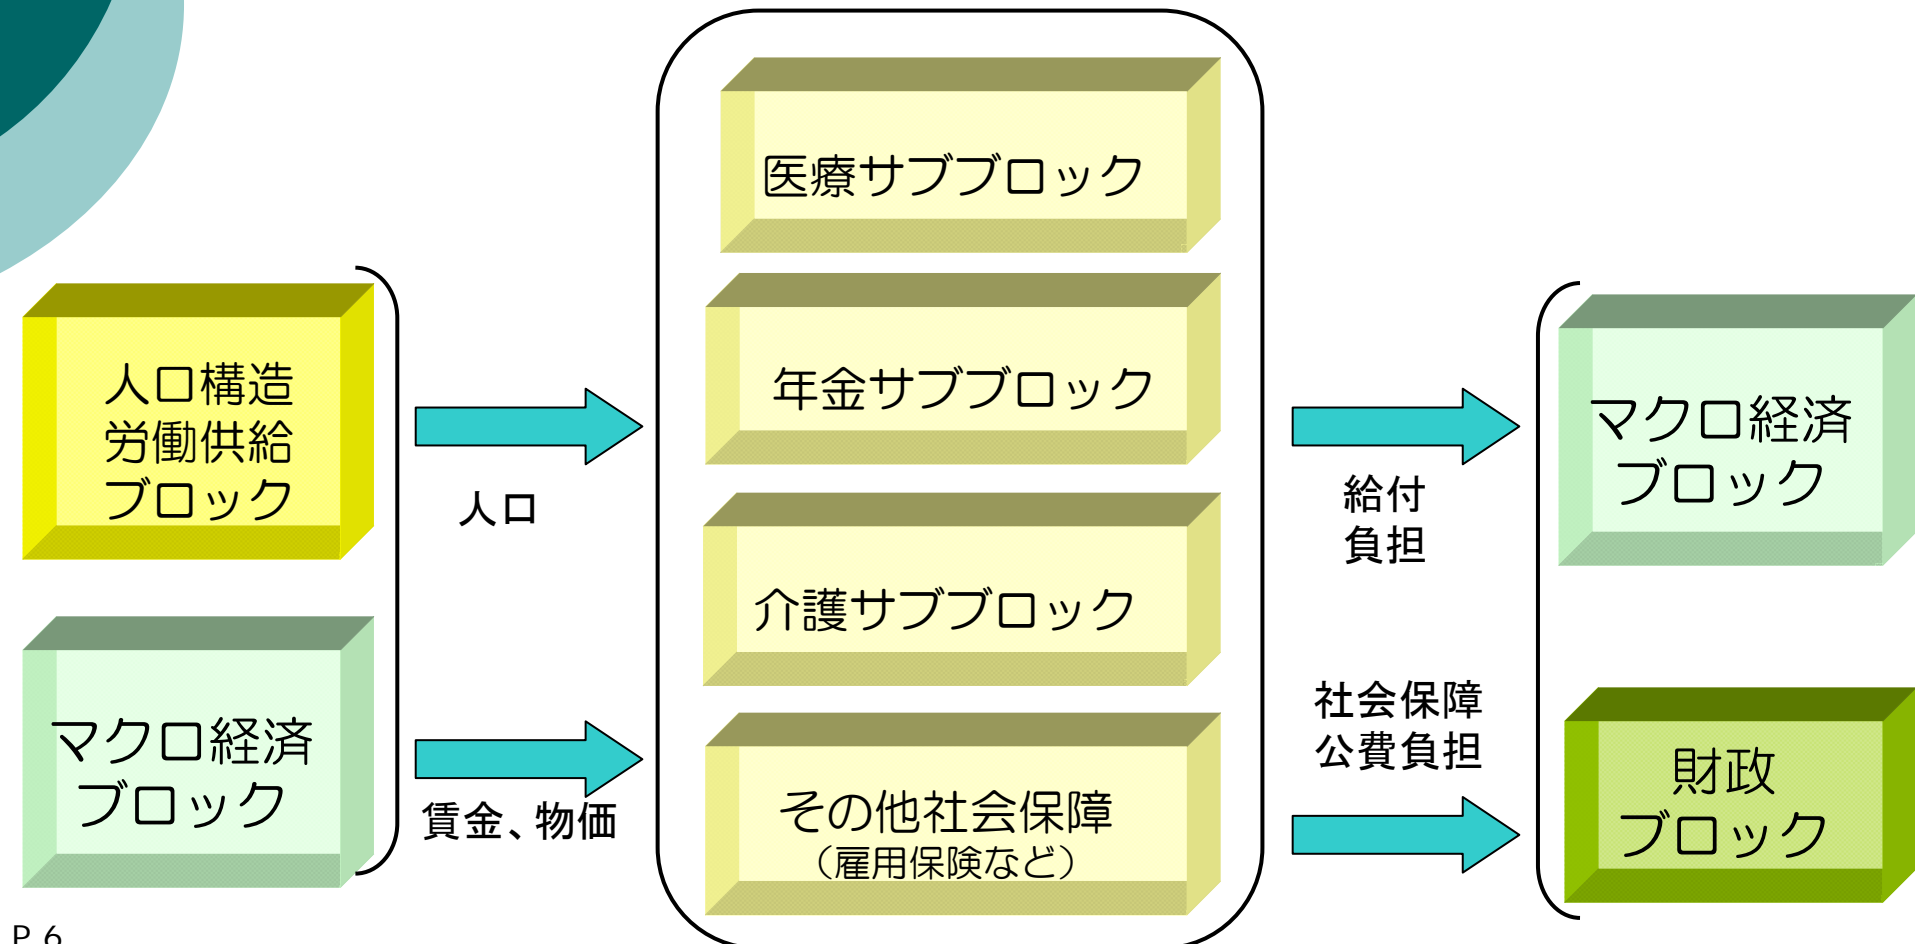 人口構造
労働供給
ブロック
マクロ経済
ブロック
人口
賃金、物価
医療サブブロック
年金サブブロック
介護サブブロック
その他社会保障
（雇用保険など）
給付
負担
社会保障
公費負担
マクロ経済
ブロック
財政
ブロック
P 6